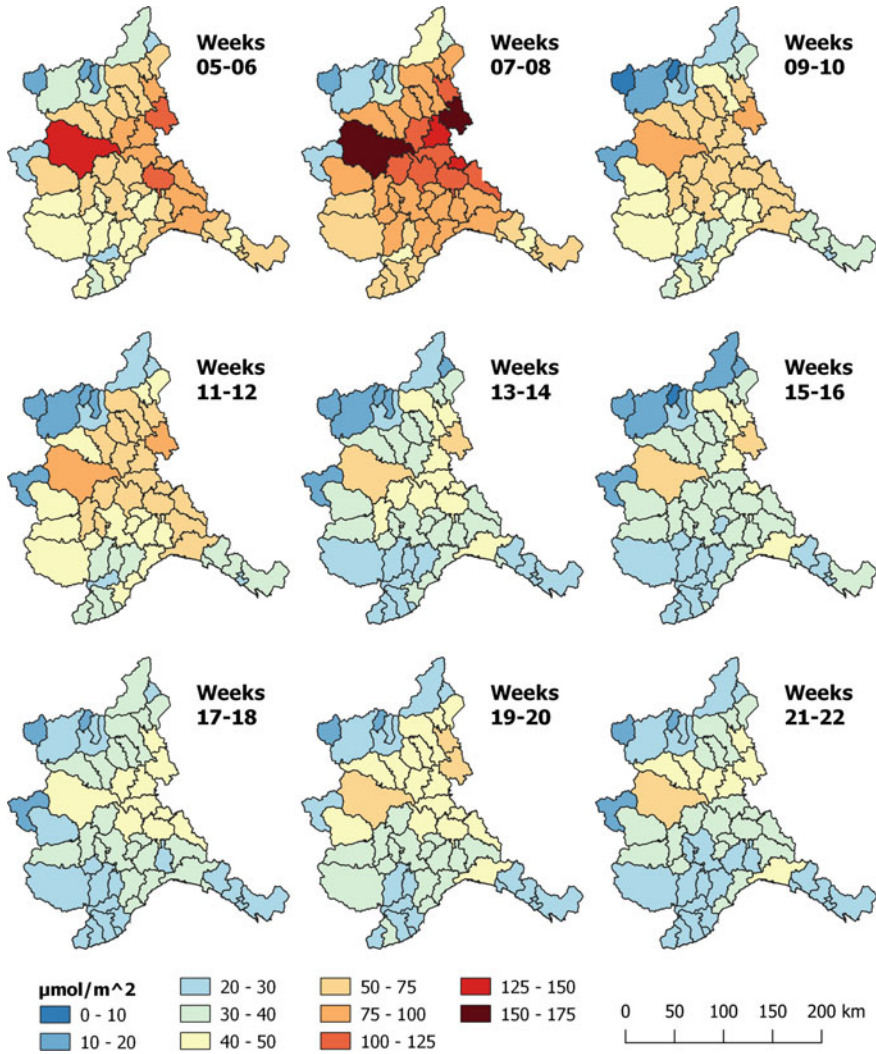 Weeks
05-06
Weeks
07-08
Weeks
09-10
Weeks
11-12
Weeks
13-14
Weeks
15-16
Weeks
17-18
Weeks
19-20
Weeks
21-22
µmol/m^2
0 - 10
10 - 20
20 - 30
30 - 40
40 - 50
50 - 75
75 - 100
100 - 125
125 - 150
150 - 175
0 50 100 150 200 km